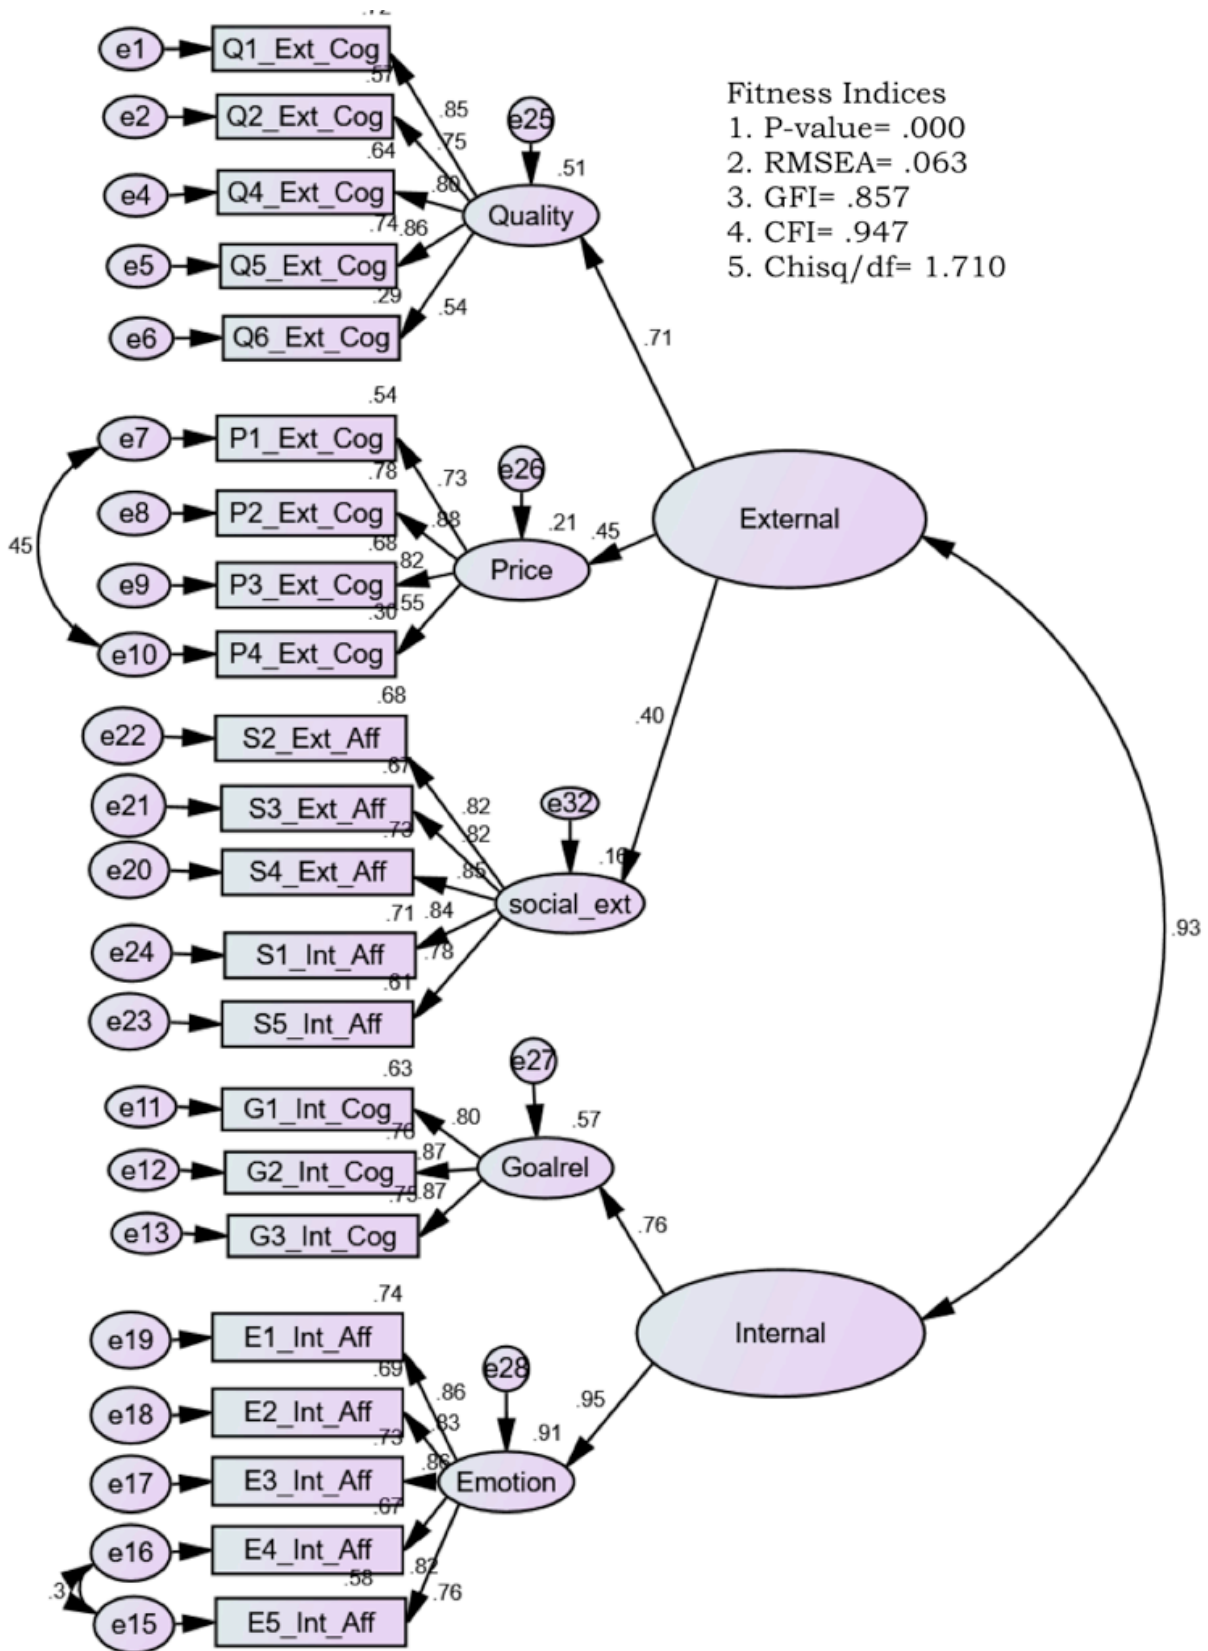 e1 Q1_Ext_Cog
.57
e2 Q2_Ext_Cog .85 e25
.75
.64
e4 Q4_Ext_Cog .80 .51
Quality
.74 .86
e5 Q5_Ext_Cog
.29 .54
e6 Q6_Ext_Cog
Fitness Indices
1. P-value= .000
2. RMSEA= .063
3. GFI= .857
4. CFI= .947
5. Chisq/df= 1.710
.71
.54
e7 P1_Ext_Cog
.78 .73 e26
e8 P2_Ext_Cog .88 .21 .45 External
.68
45
.82 Price
e9 P3_Ext_Cog
.30 .55
e10 P4_Ext_Cog
.68
.40
e22 S2_Ext_Aff
.67
e21 S3_Ext_Aff .82 e32
.73 .82
e20 S4_Ext_Aff .85 .16
social_ext
.71 .84
.93
e24 S1_Int_Aff .78
.61
e23 S5_Int_Aff
.63 e27
e11 G1_Int_Cog .80 .57
.76 .87
e12 G2_Int_Cog Goalrel
.75 .87
e13 G3_Int_Cog .76
.74
e19 E1_Int_Aff Internal
.69 e28
.86 .95
e18 E2_Int_Aff .83 .91
.73 .86
e17 E3_Int_Aff Emotion
.67
e16 E4_Int_Aff .82
.58
.3 .76
e15 E5_Int_Aff